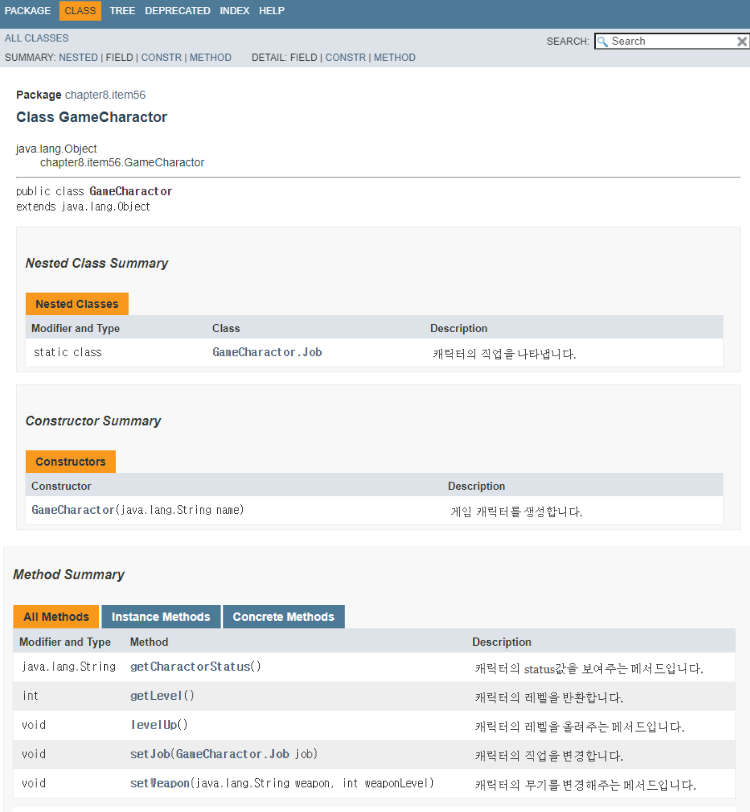 PACKAGE CLASS TREE DEPRECATED INDEX HELP
ALL CLASSES
SEARCH: Search
SUMMARY: NESTED | FIELD | CONSTR | METHOD DETAIL: FIELD | CONSTR | METHOD
Package chapter8.item56
Class GameCharactor
java.lang.Object
chapter8.item56.GameCharactor
public class GameCharactor
extends java.lang.Object
Nested Class Summary
Nested Classes
Modifier and Type Class Description
static class GameCharactor.Job 캐릭터의 직업을 나타냅니다.
Constructor Summary
Constructors
Constructor Description
GameCharactor(java.lang.String name) 게임 캐릭터를 생성합니다.
Method Summary
All Methods Instance Methods Concrete Methods
Modifier and Type Method Description
java.lang.String getCharactorStatus() 캐릭터의 status값을 보여주는 메서드입니다.
int getLevel() 캐릭터의 레벨을 반환합니다.
void levelUp() 캐릭터의 레벨을 올려주는 메서드입니다.
void setJob(GameCharactor.Job job) 캐릭터의 직업을 변경합니다.
void setWeapon(java.lang.String weapon, int weaponLevel) 캐릭터의 무기를 변경해주는 메서드입니다.